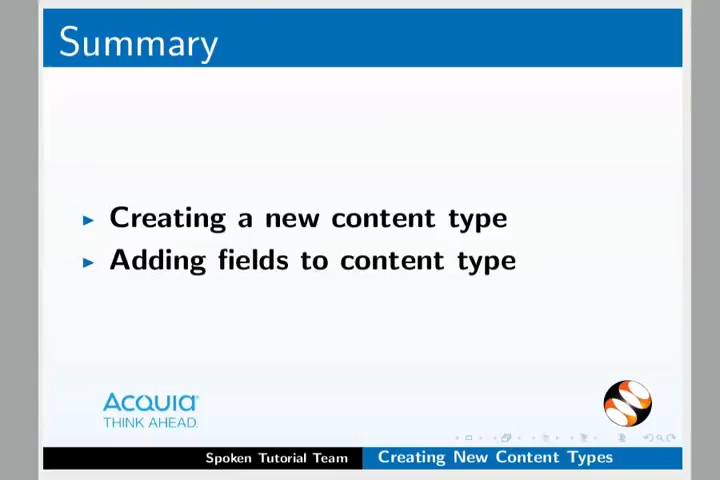 Summary
Creating a new content type
Adding fields to content type
ACQUIA
THINK AHEAD.
Spoken Tutorial Team
Creating New Content Types